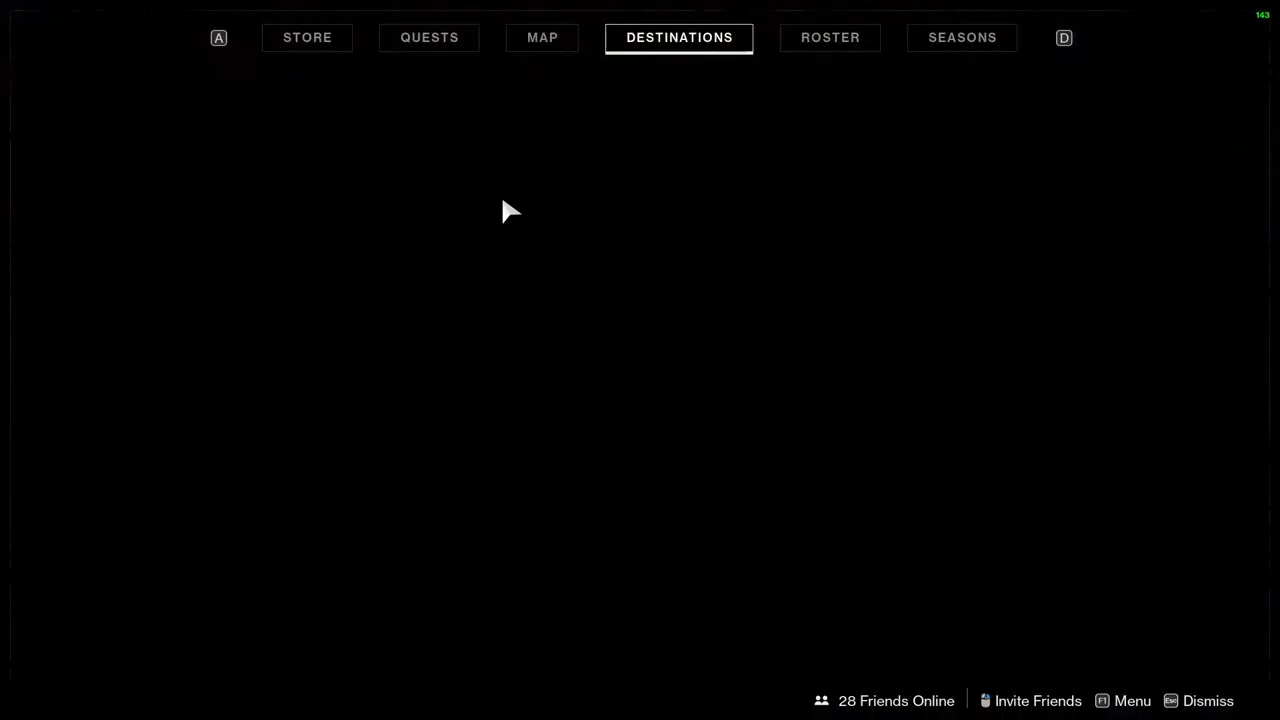 143
A STORE QUESTS MAP DESTINATIONS ROSTER SEASONS D
28 Friends Online Invite Friends F1 Menu Esc Dismiss